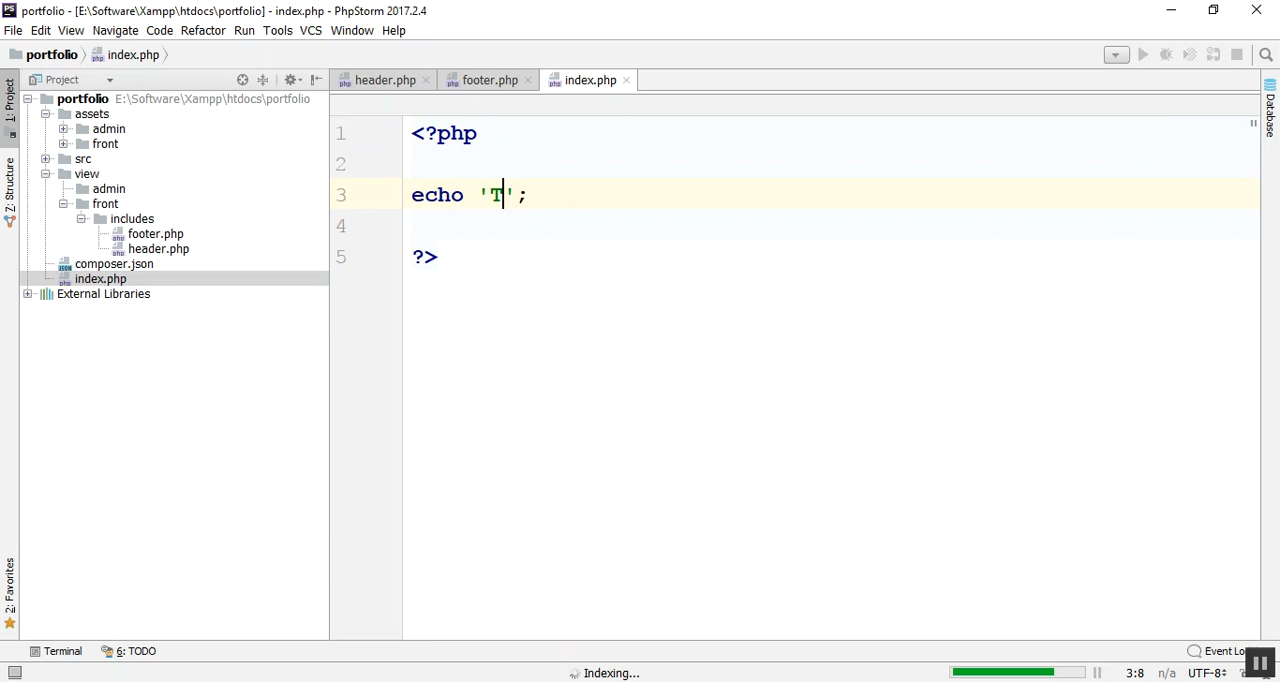 portfolio - [E:\Software\Xampp\htdocs\portfolio] - index.php - PhpStorm 2017.2.4
File Edit View Navigate Code Refactor Run Tools VCS Window Help
portfolio index.php
Project
header.php footer.php index.php
1: Project
7: Structure
2: Favorites
Database
portfolio E:\Software\Xampp\htdocs\portfolio
assets
admin
front
src
view
admin
front
includes
footer.php
header.php
composer.json
index.php
External Libraries
1 <?php
2
3 echo 'T';
4
5 ?>
Terminal 6: TODO Event Lo
Indexing... 3:8 n/a UTF-8